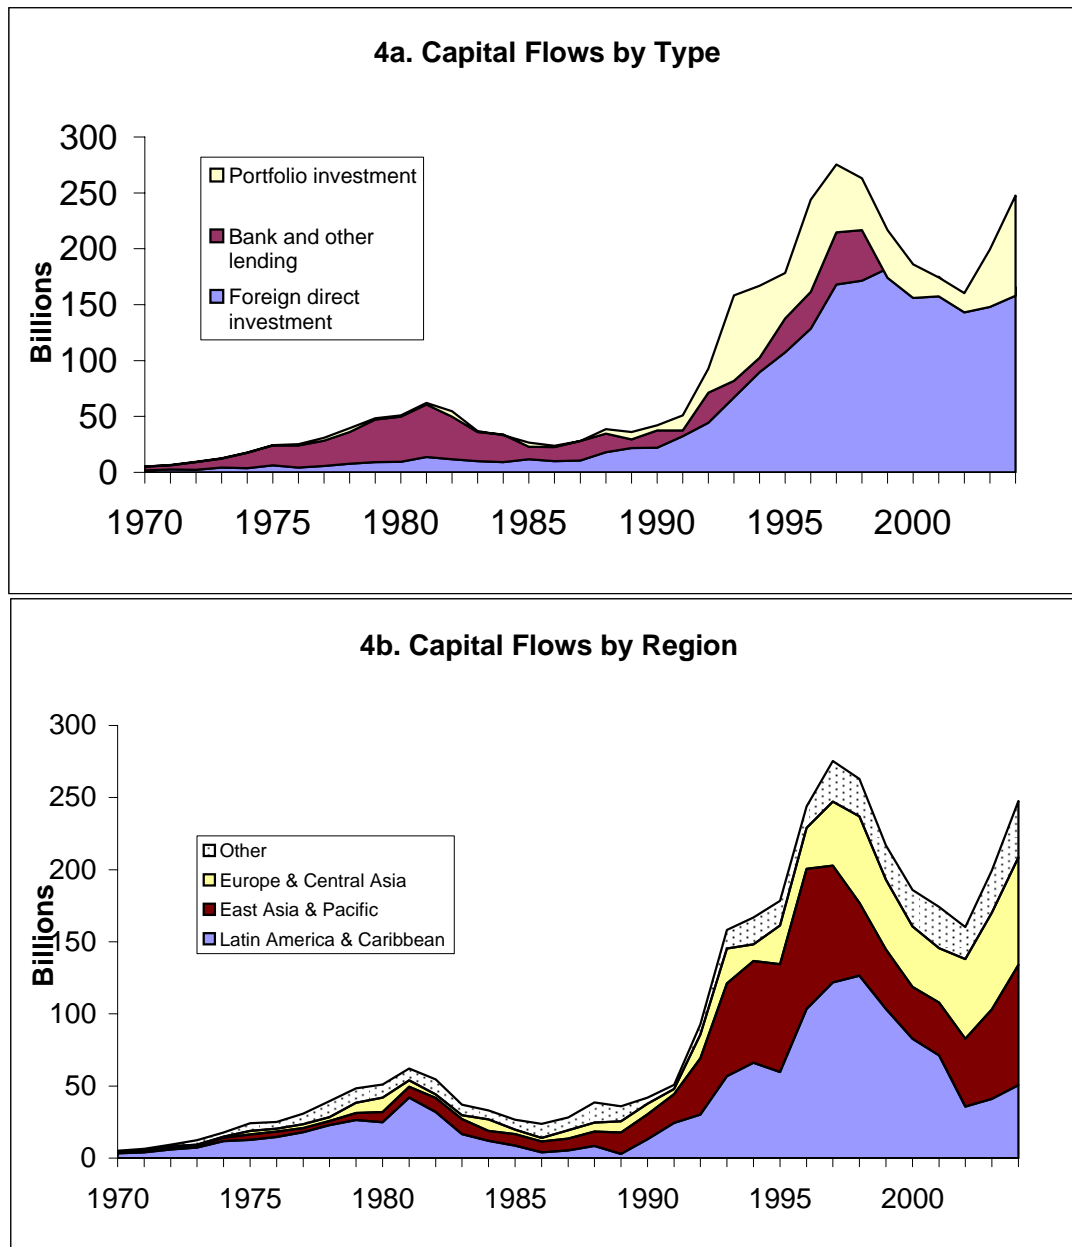 4a. Capital Flows by Type
300
250
200
150
100
50
0
Billions
Portfolio investment
Bank and other
lending
Foreign direct
investment
1970 1975 1980 1985 1990 1995 2000
4b. Capital Flows by Region
300
250
200
150
100
50
0
Billions
Other
Europe & Central Asia
East Asia & Pacific
Latin America & Caribbean
1970 1975 1980 1985 1990 1995 2000